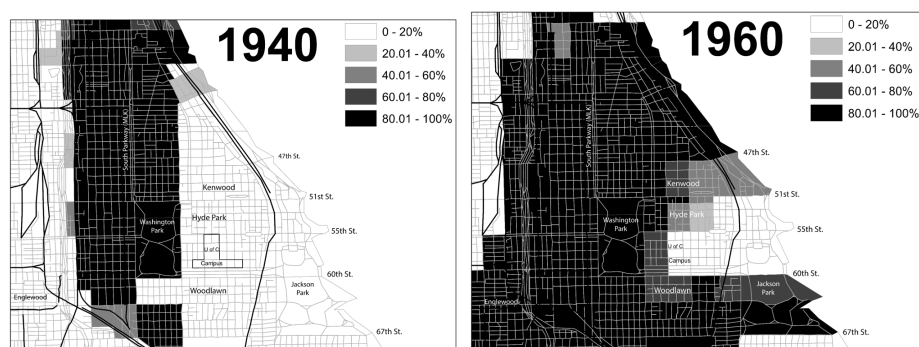 1940
0 - 20%
20.01 - 40%
40.01 - 60%
60.01 - 80%
80.01 - 100%
South Parkway (MLK)
47th St.
Kenwood
51st St.
Hyde Park
Washington
Park
55th St.
U of C
Campus
60th St.
Woodlawn
Jackson
Park
Englewood
67th St.
1960
0 - 20%
20.01 - 40%
40.01 - 60%
60.01 - 80%
80.01 - 100%
South Parkway (MLK)
47th St.
Kenwood
51st St.
Hyde Park
Washington
Park
55th St.
U of C
Campus
60th St.
Woodlawn
Jackson
Park
Englewood
67th St.